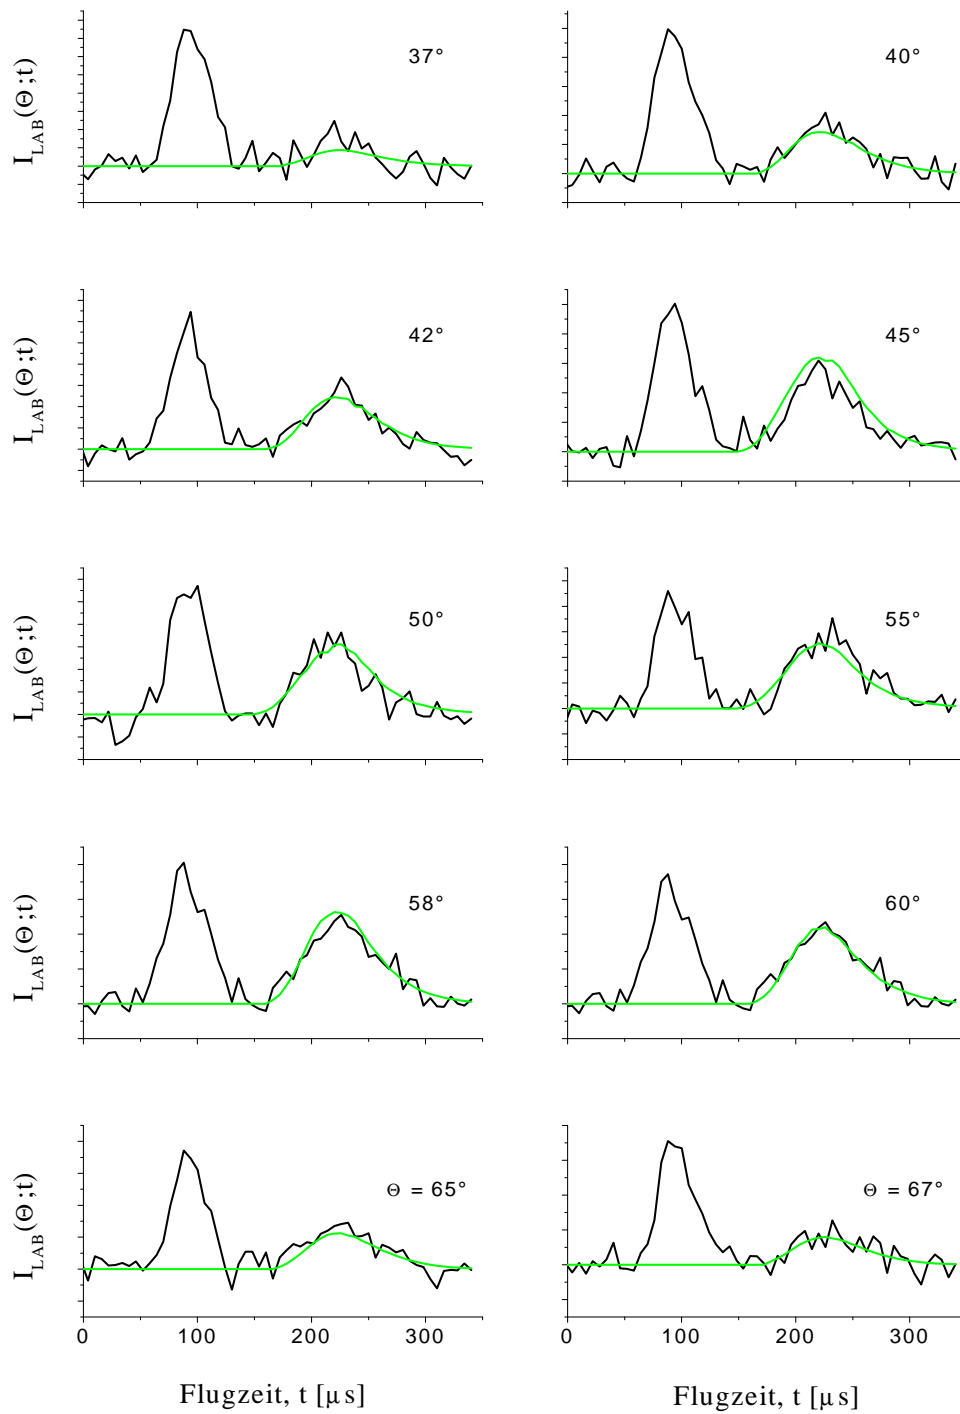 I_LAB(Θ;t)
37°
40°
I_LAB(Θ;t)
42°
45°
I_LAB(Θ;t)
50°
55°
I_LAB(Θ;t)
58°
60°
I_LAB(Θ;t)
Θ = 65°
Θ = 67°
0 100 200 300
0 100 200 300
Flugzeit, t [μs]
Flugzeit, t [μs]